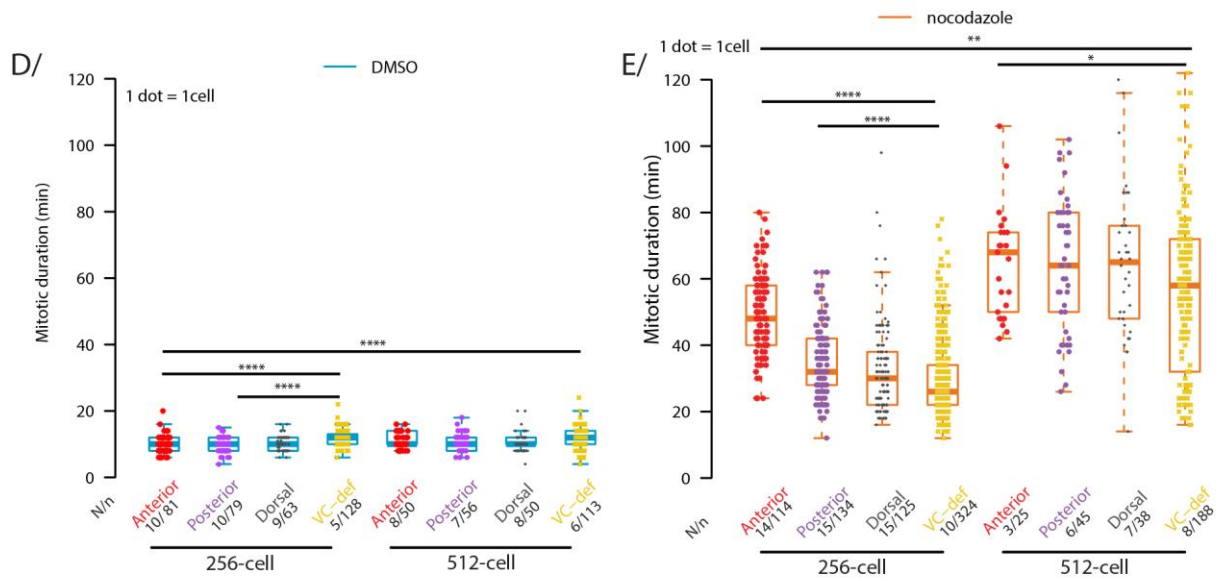 D/
DMSO
1 dot = 1cell
Mitotic duration (min)
120
100
80
60
40
20
0
****
****
****
N/n
Anterior
10/81
Posterior
10/79
Dorsal
9/63
VC-def
5/128
Anterior
8/50
Posterior
7/56
Dorsal
8/50
VC-def
6/113
256-cell
512-cell
E/
nocodazole
1 dot = 1cell
Mitotic duration (min)
120
100
80
60
40
20
0
**
*
****
****
N/n
Anterior
14/114
Posterior
15/134
Dorsal
15/125
VC-def
10/324
Anterior
3/25
Posterior
6/45
Dorsal
7/38
VC-def
8/188
256-cell
512-cell